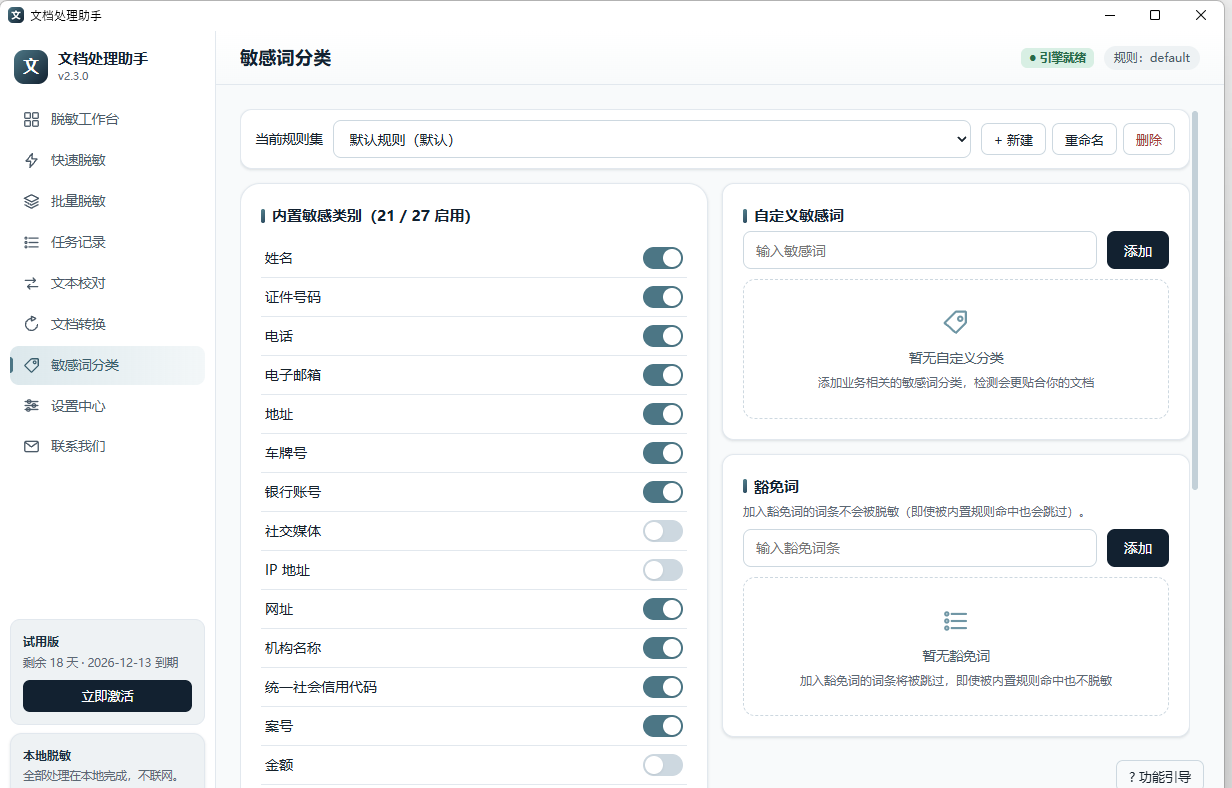 文 文档处理助手
文 文档处理助手
v2.3.0
脱敏工作台
快速脱敏
批量脱敏
任务记录
文本校对
文档转换
敏感词分类
设置中心
联系我们
试用版
剩余 18 天 · 2026-12-13 到期
立即激活
本地脱敏
全部处理在本地完成，不联网。
敏感词分类
引擎就绪
规则：default
当前规则集
默认规则（默认）
+ 新建
重命名
删除
内置敏感类别（21 / 27 启用）
姓名
证件号码
电话
电子邮箱
地址
车牌号
银行账号
社交媒体
IP 地址
网址
机构名称
统一社会信用代码
案号
金额
自定义敏感词
输入敏感词
添加
暂无自定义分类
添加业务相关的敏感词分类，检测会更贴合你的文档
豁免词
加入豁免词的词条不会被脱敏（即使被内置规则命中也会跳过）。
输入豁免词条
添加
暂无豁免词
加入豁免词的词条将被跳过，即使被内置规则命中也不脱敏
? 功能引导